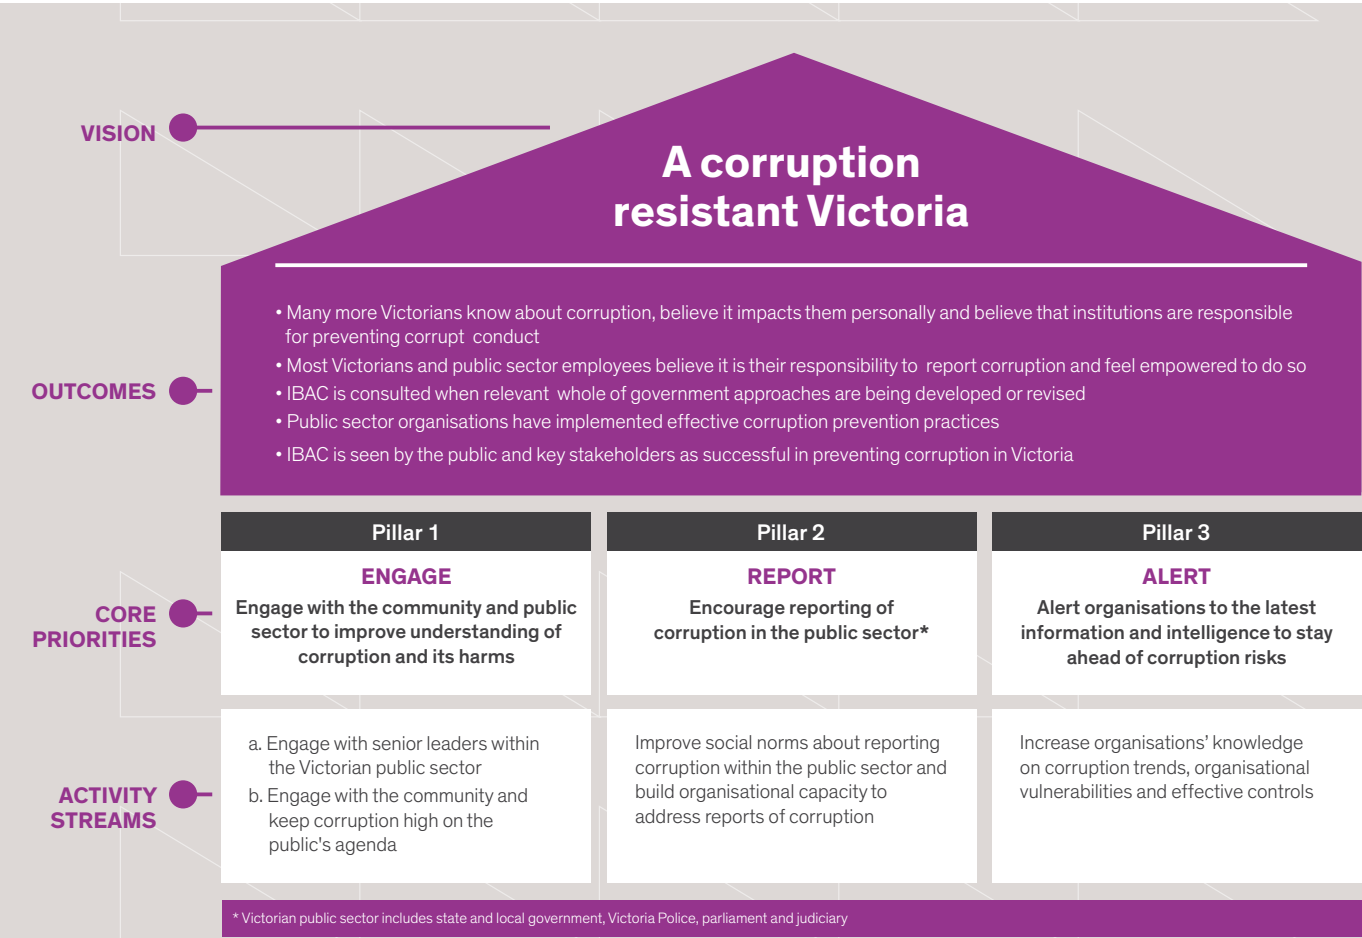 VISION
A corruption
resistant Victoria
OUTCOMES
• Many more Victorians know about corruption, believe it impacts them personally and believe that institutions are responsible
for preventing corrupt conduct
• Most Victorians and public sector employees believe it is their responsibility to report corruption and feel empowered to do so
• IBAC is consulted when relevant whole of government approaches are being developed or revised
• Public sector organisations have implemented effective corruption prevention practices
• IBAC is seen by the public and key stakeholders as successful in preventing corruption in Victoria
CORE
PRIORITIES
Pillar 1
ENGAGE
Engage with the community and public
sector to improve understanding of
corruption and its harms
Pillar 2
REPORT
Encourage reporting of
corruption in the public sector*
Pillar 3
ALERT
Alert organisations to the latest
information and intelligence to stay
ahead of corruption risks
ACTIVITY
STREAMS
a. Engage with senior leaders within
the Victorian public sector
b. Engage with the community and
keep corruption high on the
public's agenda
Improve social norms about reporting
corruption within the public sector and
build organisational capacity to
address reports of corruption
Increase organisations’ knowledge
on corruption trends, organisational
vulnerabilities and effective controls
* Victorian public sector includes state and local government, Victoria Police, parliament and judiciary